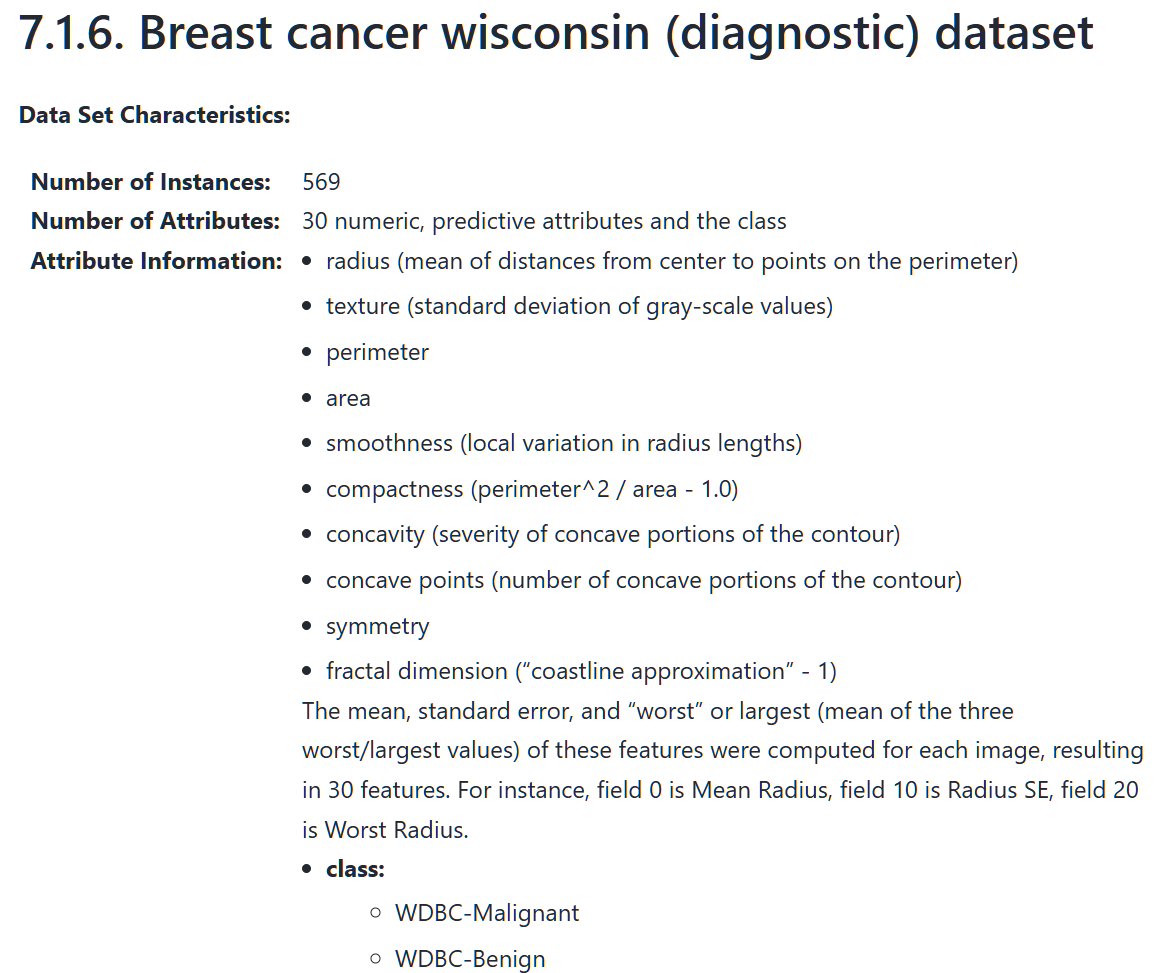 7.1.6. Breast cancer wisconsin (diagnostic) dataset
Data Set Characteristics:
Number of Instances: 569
Number of Attributes: 30 numeric, predictive attributes and the class
Attribute Information: • radius (mean of distances from center to points on the perimeter)
• texture (standard deviation of gray-scale values)
• perimeter
• area
• smoothness (local variation in radius lengths)
• compactness (perimeter^2 / area - 1.0)
• concavity (severity of concave portions of the contour)
• concave points (number of concave portions of the contour)
• symmetry
• fractal dimension (“coastline approximation” - 1)
The mean, standard error, and “worst” or largest (mean of the three
worst/largest values) of these features were computed for each image, resulting
in 30 features. For instance, field 0 is Mean Radius, field 10 is Radius SE, field 20
is Worst Radius.
• class:
○ WDBC-Malignant
○ WDBC-Benign